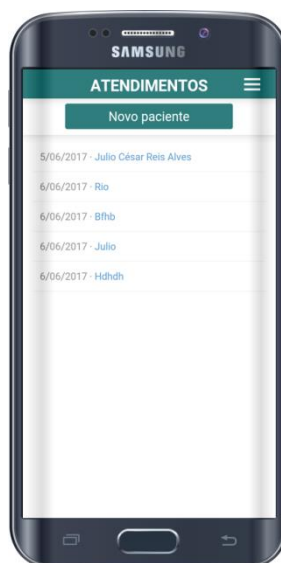 SAMSUNG
ATENDIMENTOS
Novo paciente
5/06/2017 · Julio César Reis Alves
6/06/2017 · Rio
6/06/2017 · Bfhb
6/06/2017 · Julio
6/06/2017 · Hdhdh